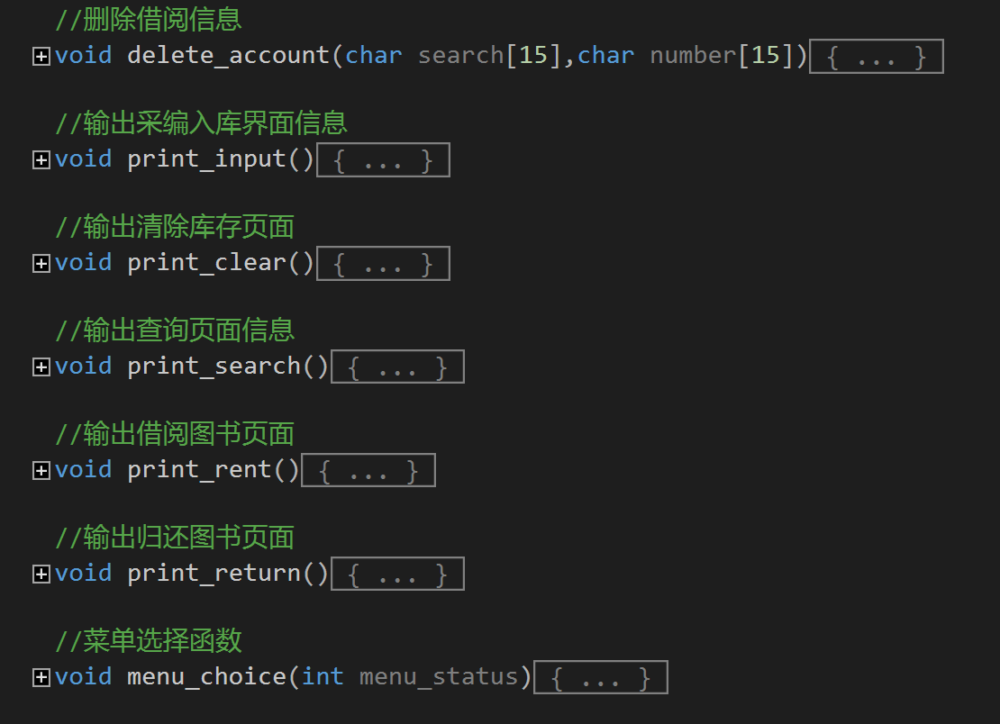 //删除借阅信息
void delete_account(char search[15],char number[15]){ ... }
//输出采编入库界面信息
void print_input(){ ... }
//输出清除库存页面
void print_clear(){ ... }
//输出查询页面信息
void print_search(){ ... }
//输出借阅图书页面
void print_rent(){ ... }
//输出归还图书页面
void print_return(){ ... }
//菜单选择函数
void menu_choice(int menu_status){ ... }